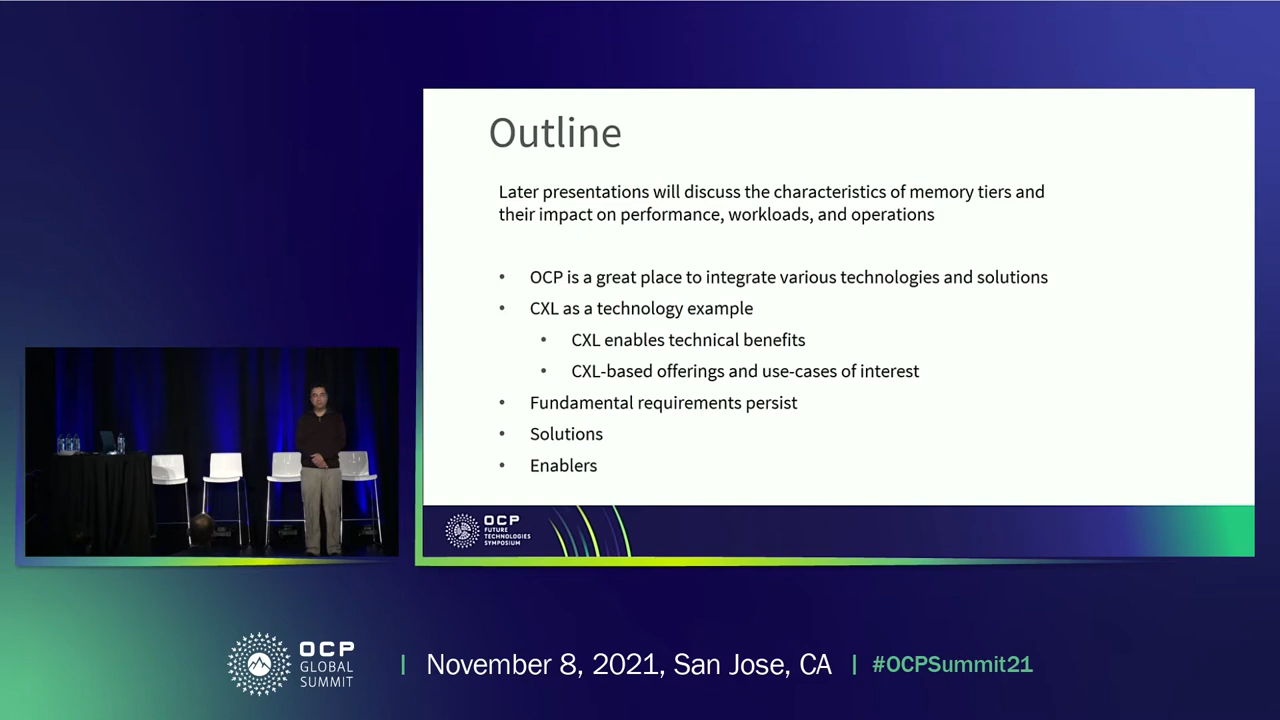 Outline
Later presentations will discuss the characteristics of memory tiers and
their impact on performance, workloads, and operations
• OCP is a great place to integrate various technologies and solutions
• CXL as a technology example
• CXL enables technical benefits
• CXL-based offerings and use-cases of interest
• Fundamental requirements persist
• Solutions
• Enablers
OCP
FUTURE
TECHNOLOGIES
SYMPOSIUM
OCP
GLOBAL
SUMMIT
| November 8, 2021, San Jose, CA | #OCPSummit21